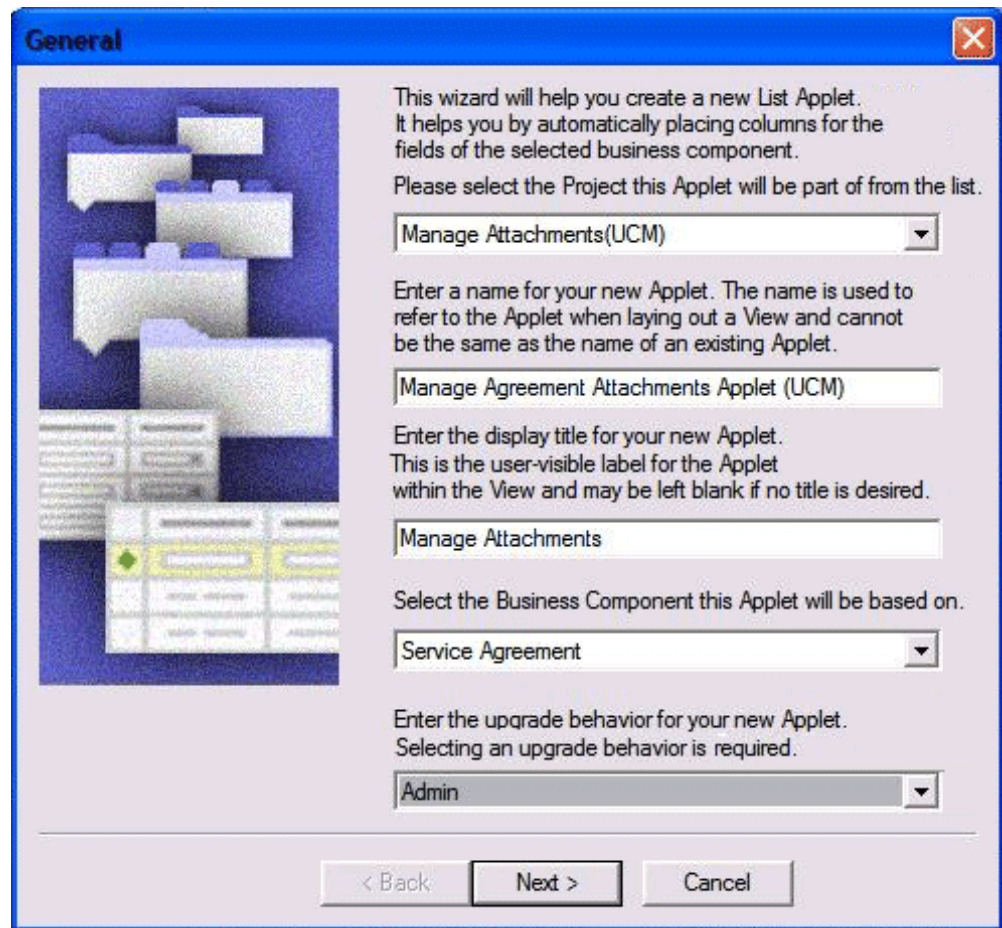 General
This wizard will help you create a new List Applet.
It helps you by automatically placing columns for the
fields of the selected business component.
Please select the Project this Applet will be part of from the list.
Manage Attachments(UCM)
Enter a name for your new Applet. The name is used to
refer to the Applet when laying out a View and cannot
be the same as the name of an existing Applet.
Manage Agreement Attachments Applet (UCM)
Enter the display title for your new Applet.
This is the user-visible label for the Applet
within the View and may be left blank if no title is desired.
Manage Attachments
Select the Business Component this Applet will be based on.
Service Agreement
Enter the upgrade behavior for your new Applet.
Selecting an upgrade behavior is required.
Admin
< Back
Next >
Cancel